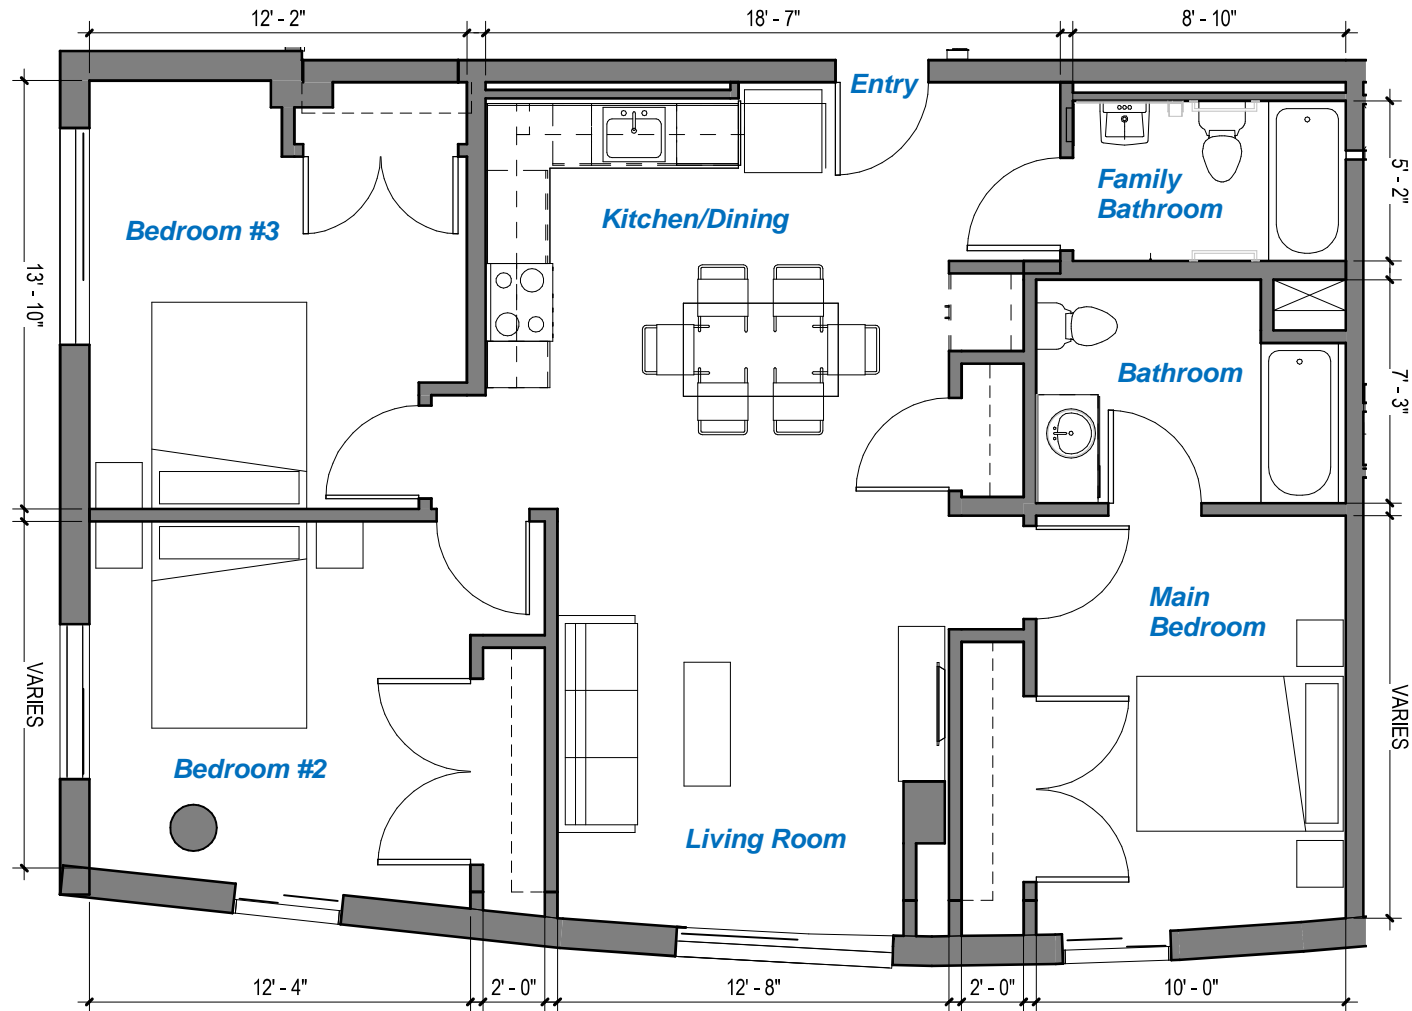 12' - 2"
18' - 7"
8' - 10"
Entry
Family
Bathroom
5' - 2"
Bedroom #3
Kitchen/Dining
13' - 10"
Bathroom
7' - 3"
Main
Bedroom
VARIES
VARIES
Bedroom #2
Living Room
12' - 4"
2' - 0"
12' - 8"
2' - 0"
10' - 0"